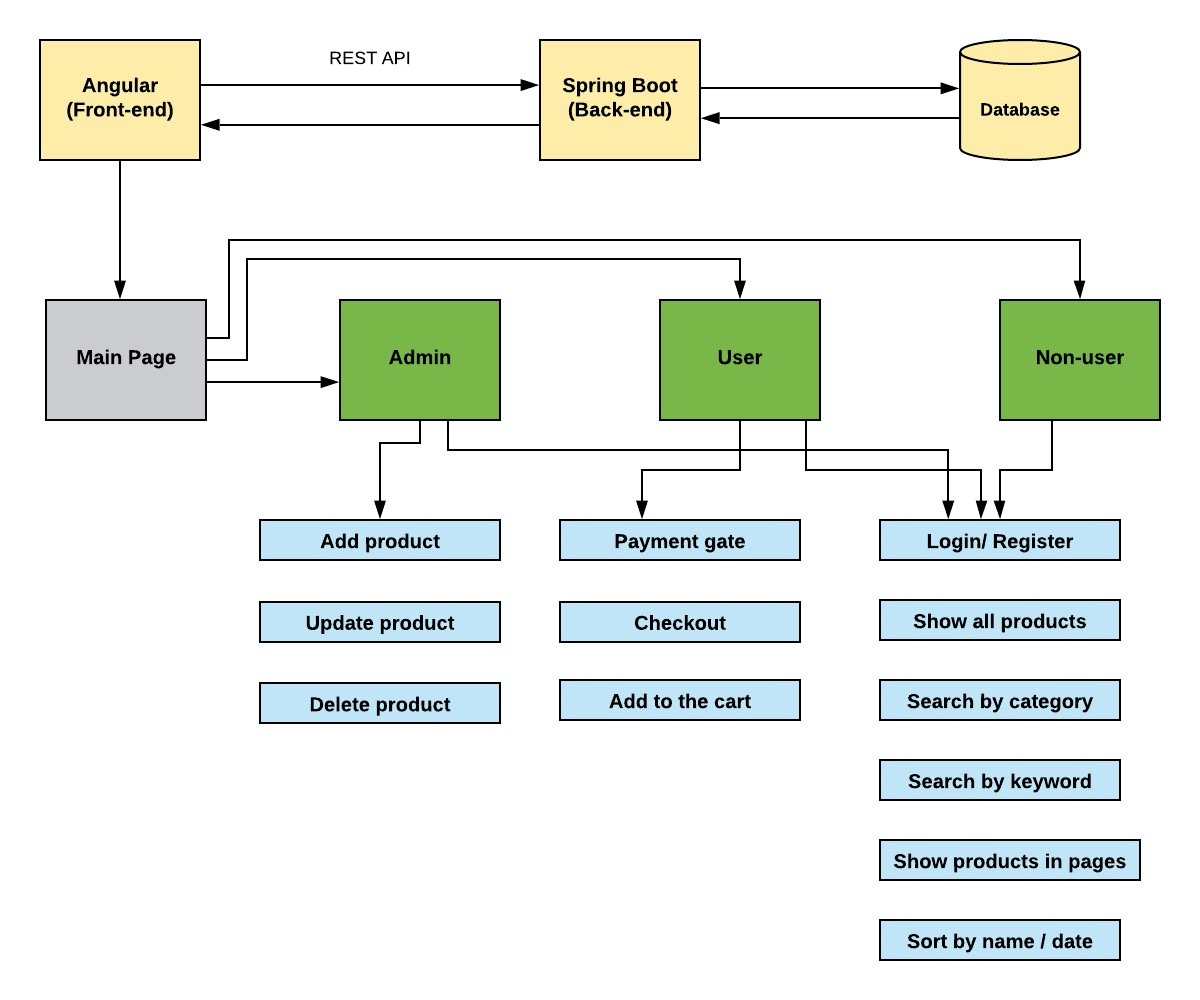 REST API
Angular
(Front-end)
Spring Boot
(Back-end)
Database
Main Page
Admin
User
Non-user
Add product
Payment gate
Login/ Register
Update product
Checkout
Show all products
Delete product
Add to the cart
Search by category
Search by keyword
Show products in pages
Sort by name / date